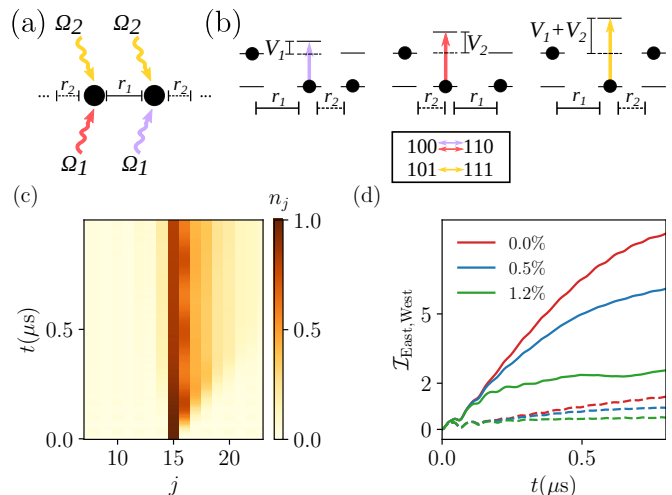 (a)
Ω2 Ω2
... r2 r1 r2 ...
Ω1 Ω1
(b)
V1 V2 V1+V2
r1 r2 r2 r1 r1 r2
100 110
101 111
(c)
nj
1.0
0.5
0.0
t(μs)
0.5
0.0
10 15 20
j
(d)
0.0%
0.5%
1.2%
I East,West
5
2
0
0.0 0.5
t(μs)